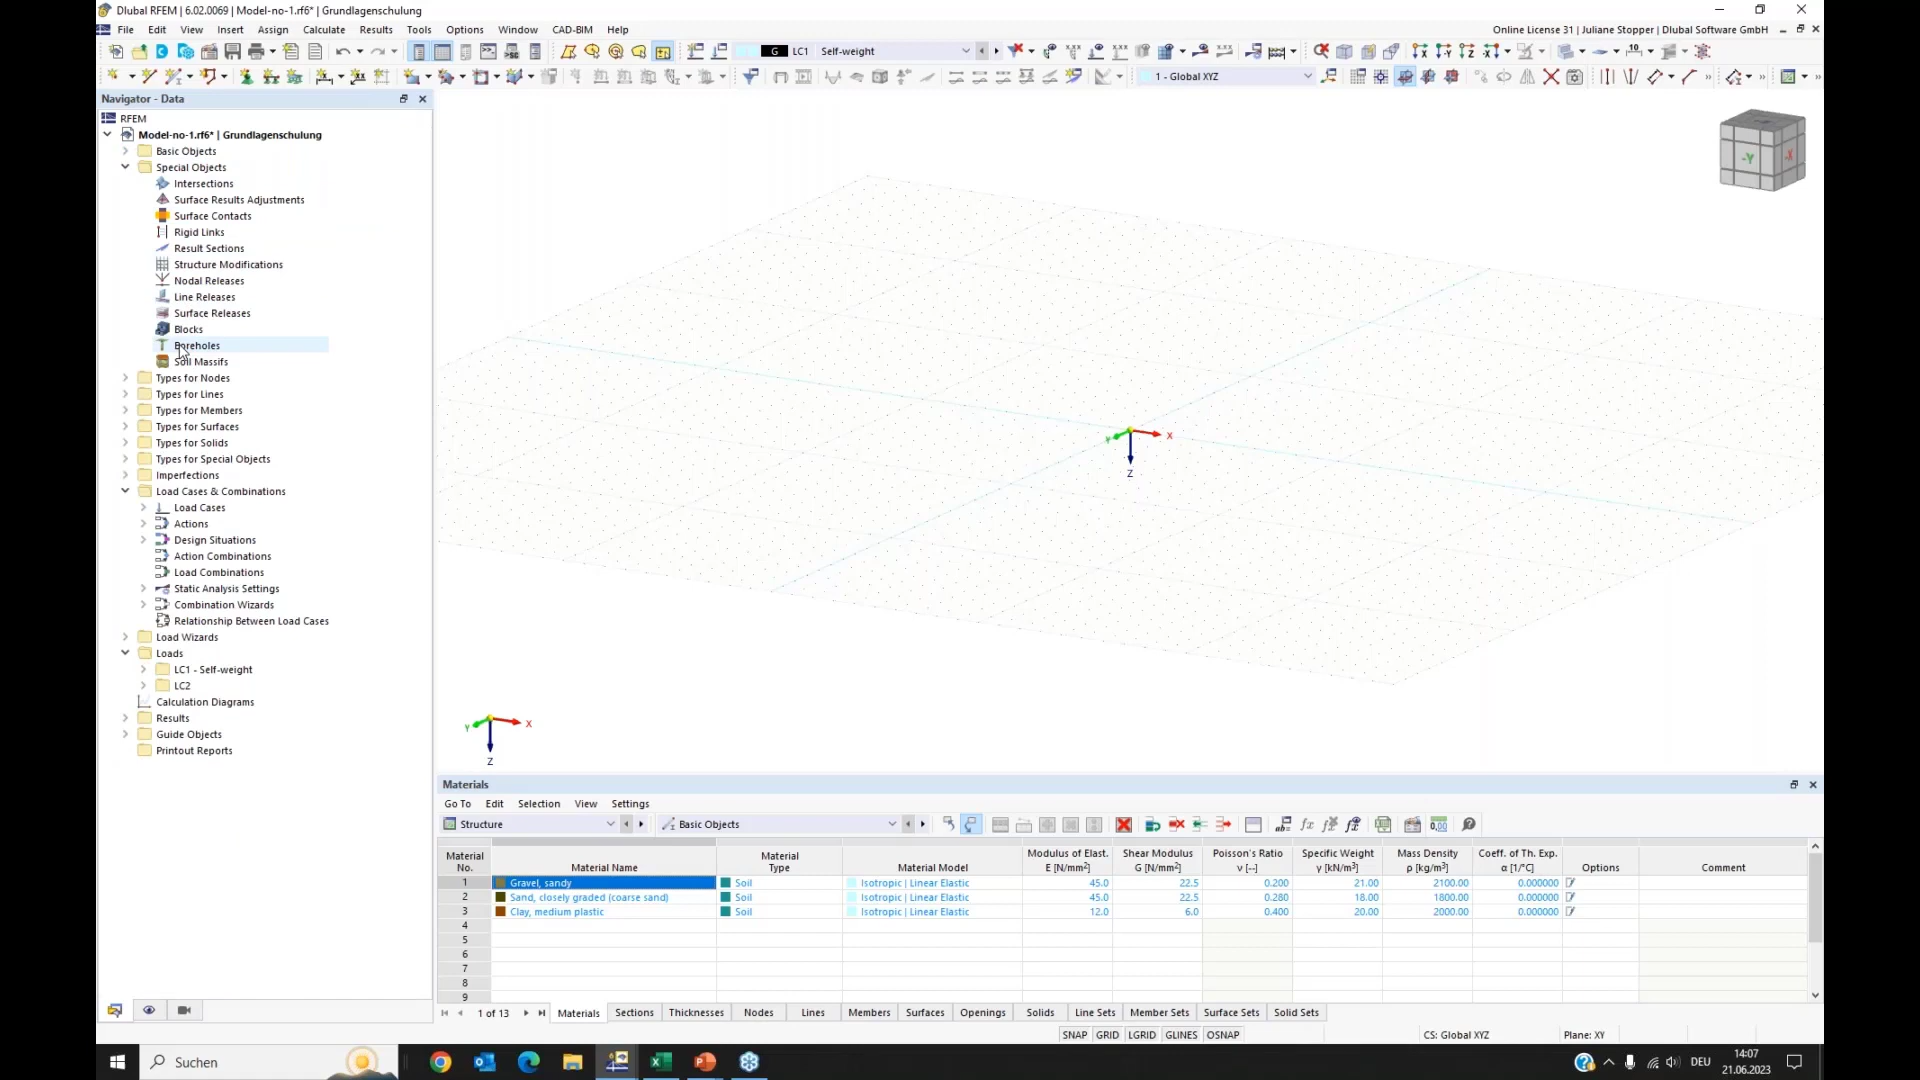 Dlubal RFEM | 6.02.0069 | Model-no-1.rf6* | Grundlagenschulung
File Edit View Insert Assign Calculate Results Tools Options Window CAD-BIM Help
Online License 31 | Juliane Stopper | Dlubal Software GmbH
G LC1 Self-weight
1 - Global XYZ
Navigator - Data
RFEM
Model-no-1.rf6* | Grundlagenschulung
Basic Objects
Special Objects
Intersections
Surface Results Adjustments
Surface Contacts
Rigid Links
Result Sections
Structure Modifications
Nodal Releases
Line Releases
Surface Releases
Blocks
Boreholes
Soil Massifs
Types for Nodes
Types for Lines
Types for Members
Types for Surfaces
Types for Solids
Types for Special Objects
Imperfections
Load Cases & Combinations
Load Cases
Actions
Design Situations
Action Combinations
Load Combinations
Static Analysis Settings
Combination Wizards
Relationship Between Load Cases
Load Wizards
Loads
LC1 - Self-weight
LC2
Calculation Diagrams
Results
Guide Objects
Printout Reports
-Y -X
Y X
Z
Y X
Z
Materials
Go To Edit Selection View Settings
Structure Basic Objects
Material No. Material Name Material Type Material Model Modulus of Elast. E [N/mm²] Shear Modulus G [N/mm²] Poisson's Ratio ν [--] Specific Weight γ [kN/m³] Mass Density ρ [kg/m³] Coeff. of Th. Exp. α [1/°C] Options Comment
1 Gravel, sandy Soil Isotropic | Linear Elastic 45.0 22.5 0.200 21.00 2100.00 0.000000
2 Sand, closely graded (coarse sand) Soil Isotropic | Linear Elastic 45.0 22.5 0.280 18.00 1800.00 0.000000
3 Clay, medium plastic Soil Isotropic | Linear Elastic 12.0 6.0 0.400 20.00 2000.00 0.000000
4
5
6
7
8
9
1 of 13 Materials Sections Thicknesses Nodes Lines Members Surfaces Openings Solids Line Sets Member Sets Surface Sets Solid Sets
SNAP GRID LGRID GLINES OSNAP CS: Global XYZ Plane: XY
Suchen
DEU
14:07
21.06.2023